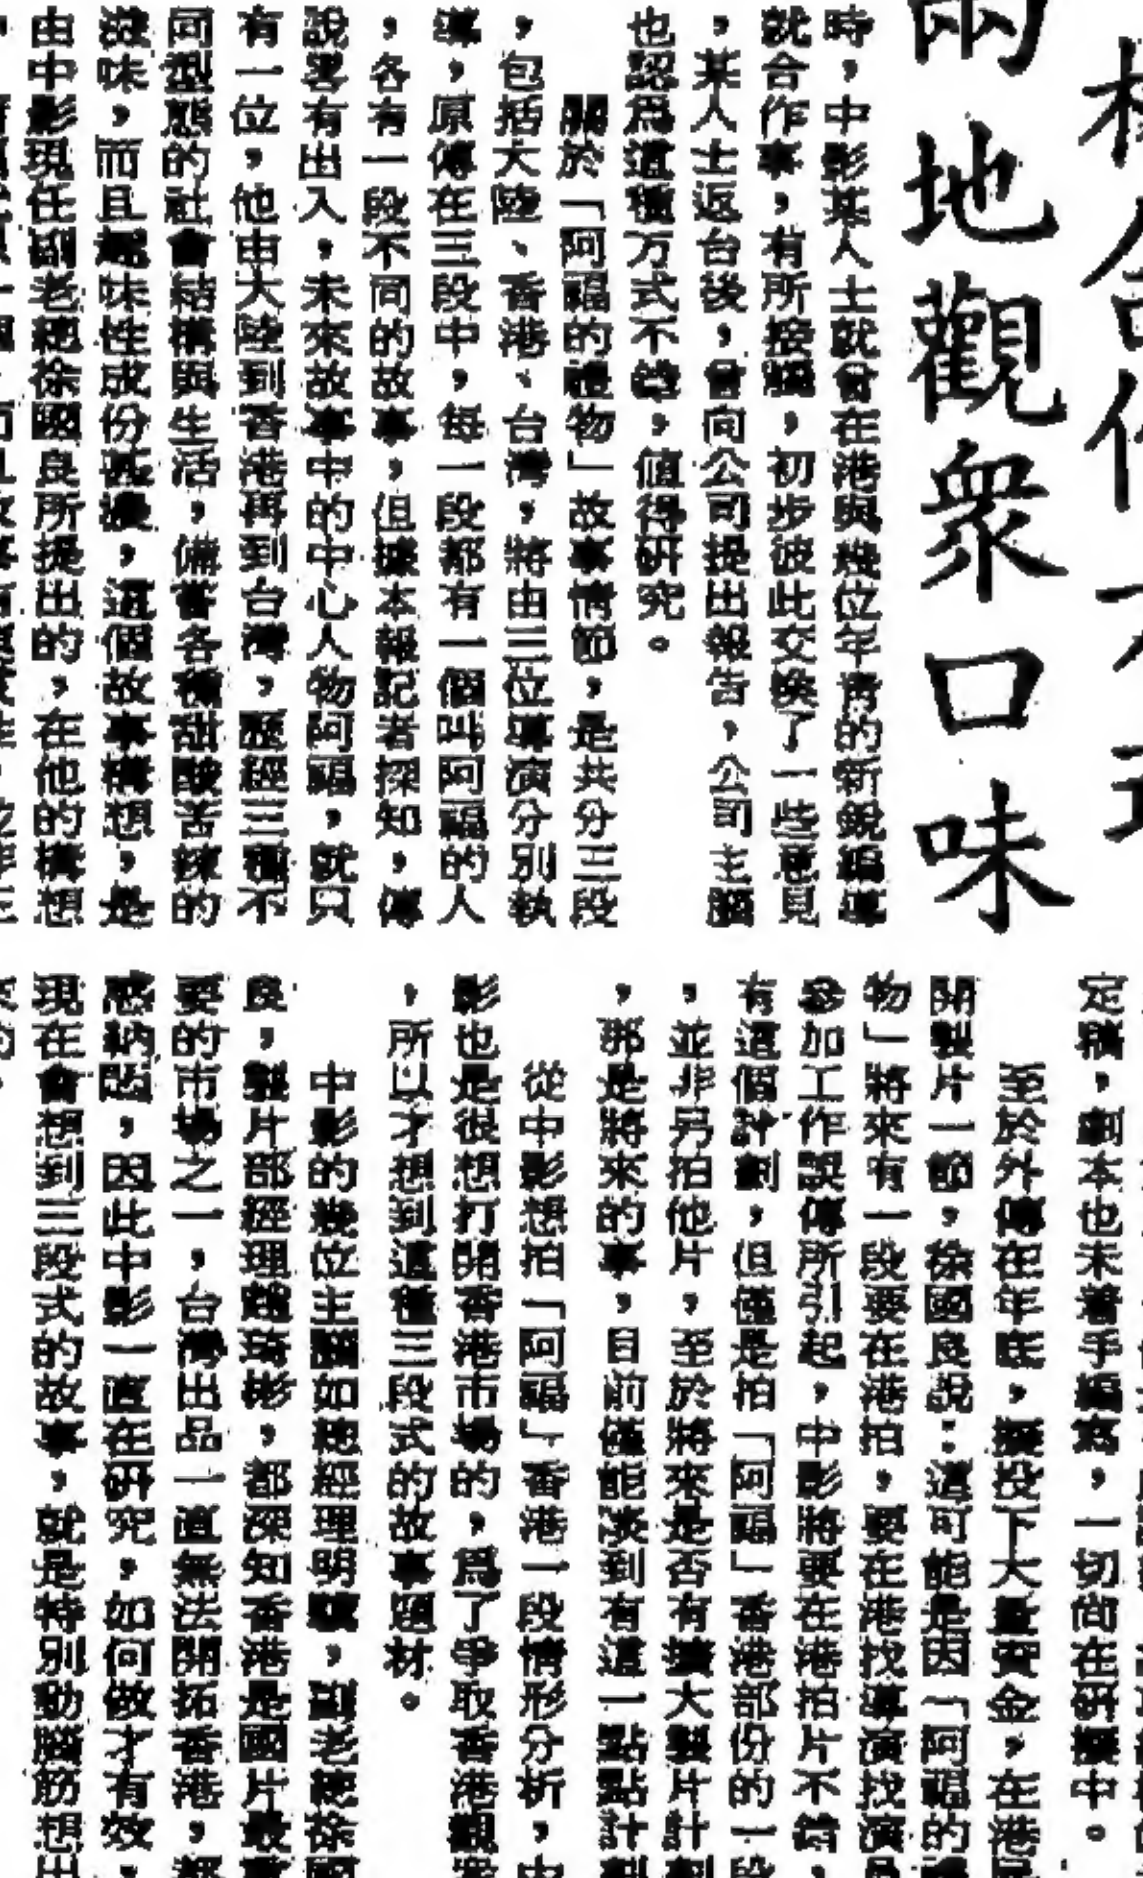 兩地觀眾口味
時，中影某人士就曾在港與幾位年青的新銳編導
就合作事，有所接觸，初步彼此交換了一些意見
，某人士返台後，曾向公司提出報告，公司主腦
也認爲這種方式不錯，值得研究。
關於「阿福的禮物」故事情節，是共分三段
，包括大陸、香港、台灣，將由三位導演分別執
導，原傳在三段中，每一段都有一個叫阿福的人
，各有一段不同的故事，但據本報記者探知，傳
說畧有出入，未來故事中的中心人物阿福，就只
有一位，他由大陸到香港再到台灣，歷經三種不
同型態的社會結構與生活，備嘗各種甜酸苦辣的
滋味，而且趣味性成份甚濃，這個故事構想，是
由中影現任副老總徐國良所提出的，在他的構想
定稿，劇本也未着手編寫，一切尙在研擬中。
至於外傳在年底，擬投下大量資金，在港
開製片一節，徐國良說：這可能是因「阿福的
物」將來有一段要在港拍，要在港找導演找演
參加工作誤傳所引起，中影將要在港拍片不錯，
有這個計劃，但僅是拍「阿福」香港部份的一段
，並非另拍他片，至於將來是否有擴大製片計劃
，那是將來的事，目前僅能談到有這一點點計劃
從中影想拍「阿福」香港一段情形分析，中
影也是很想打開香港市場的，爲了爭取香港觀眾
，所以才想到這種三段式的故事題材。
中影的幾位主腦如總經理明驥，副老總徐國
良，製片部經理趙琦彬，都深知香港是國片最重
要的市場之一，台灣出品一直無法開拓香港，都
感納悶，因此中影一直在硏究，如何做才有效，
現在會想到三段式的故事，就是特別動腦筋想出
來的，